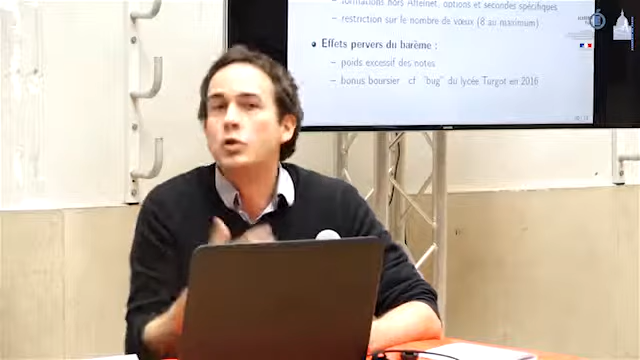 formations hors Affelnet, options et secondes spécifiques
– restriction sur le nombre de vœux (8 au maximum)
• Effets pervers du barème :
– poids excessif des notes
– bonus boursier cf "bug" du lycée Turgot en 2016